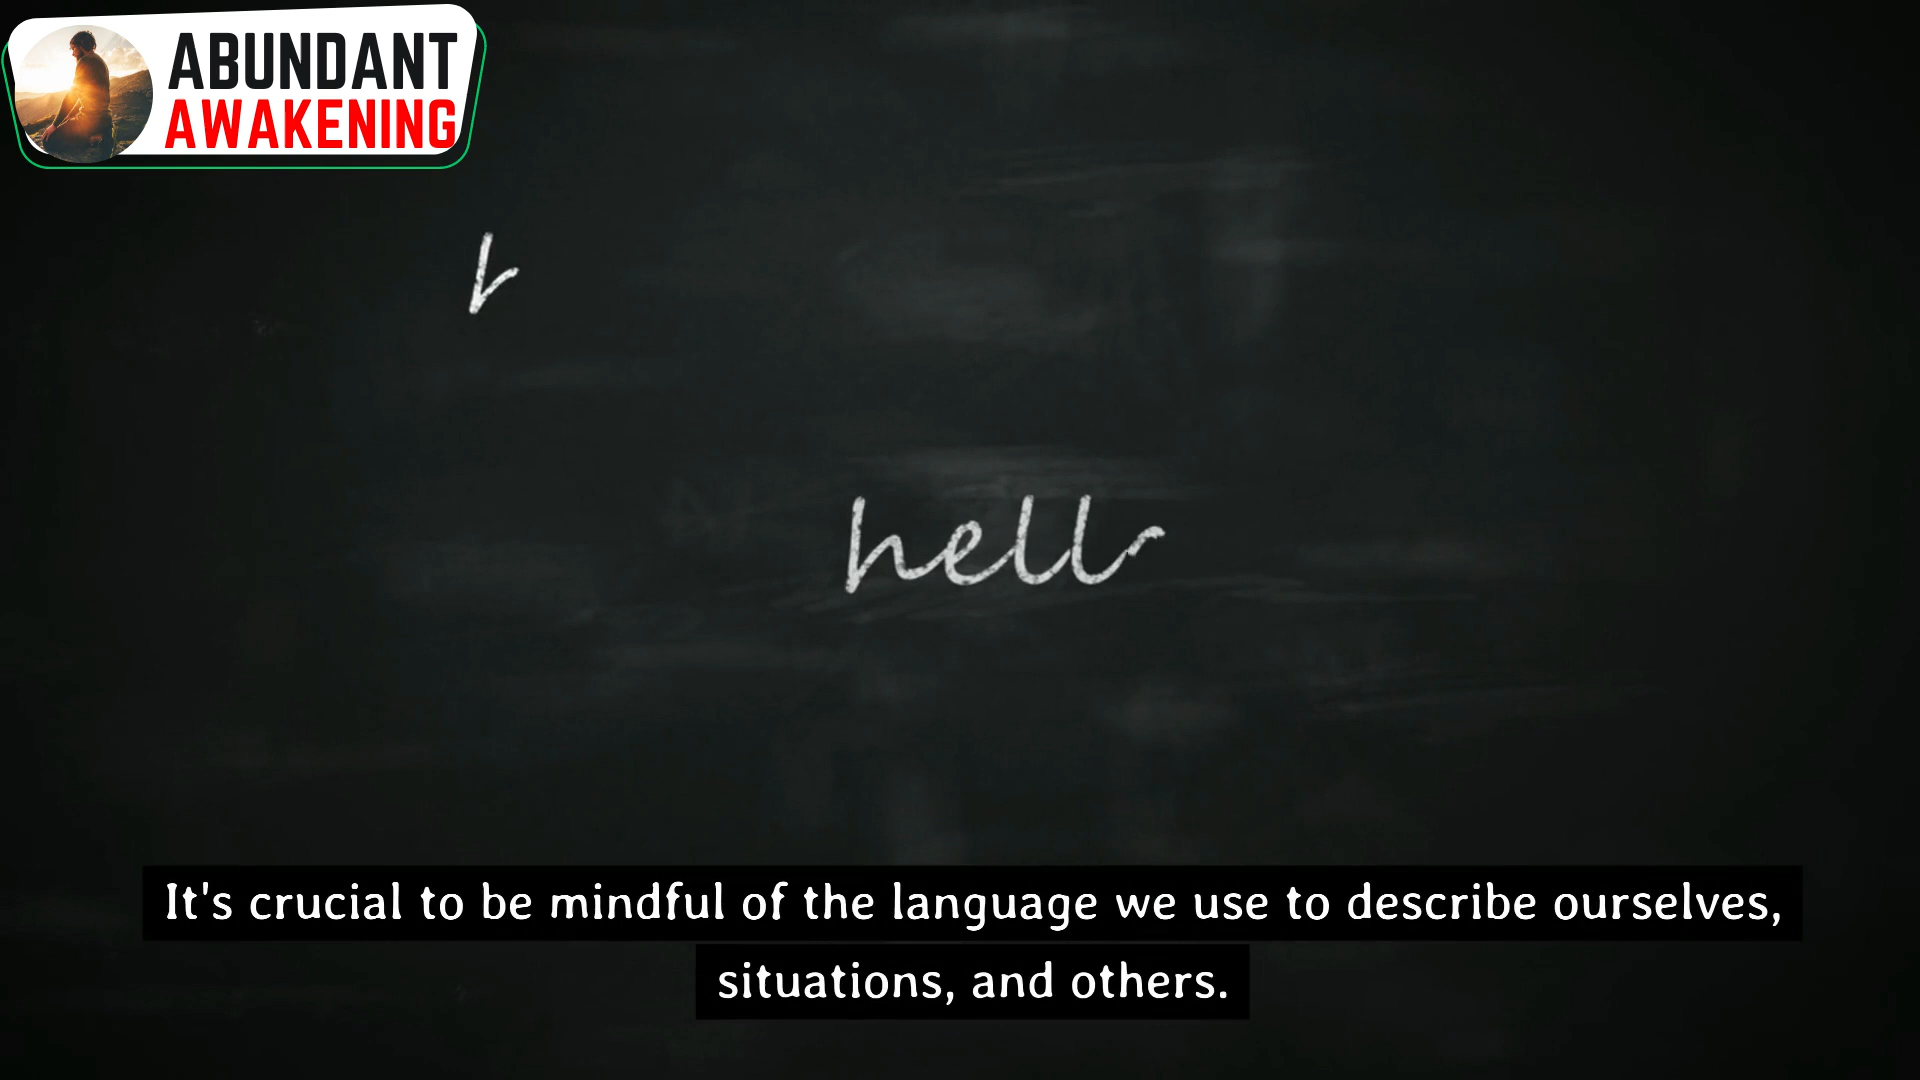 ABUNDANT
AWAKENING
hell
It's crucial to be mindful of the language we use to describe ourselves,
situations, and others.